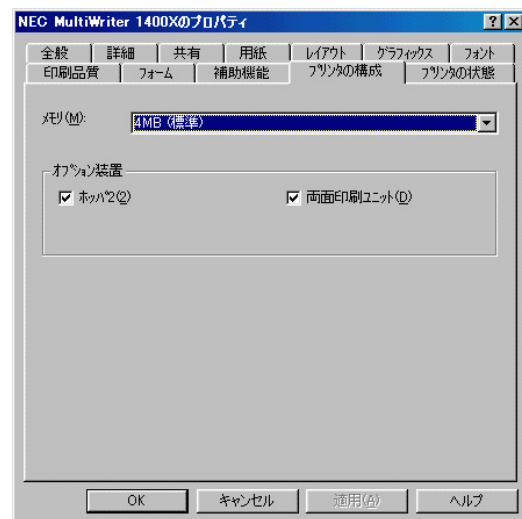 NEC MultiWriter 1400Xのプロパティ
全般 詳細 共有 用紙 レイアウト グラフィックス フォント
印刷品質 フォーム 補助機能 プリンタの構成 プリンタの状態
メモリ(M): 4MB (標準)
オプション装置
ホッパ2(2) 両面印刷ユニット(D)
OK キャンセル 適用(A) ヘルプ